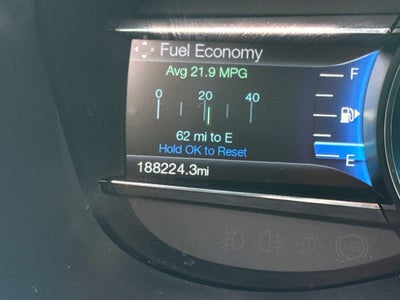 Fuel Economy
Avg 21.9 MPG
F
0 20 40
62 mi to E
Hold OK to Reset
E
188224.3mi